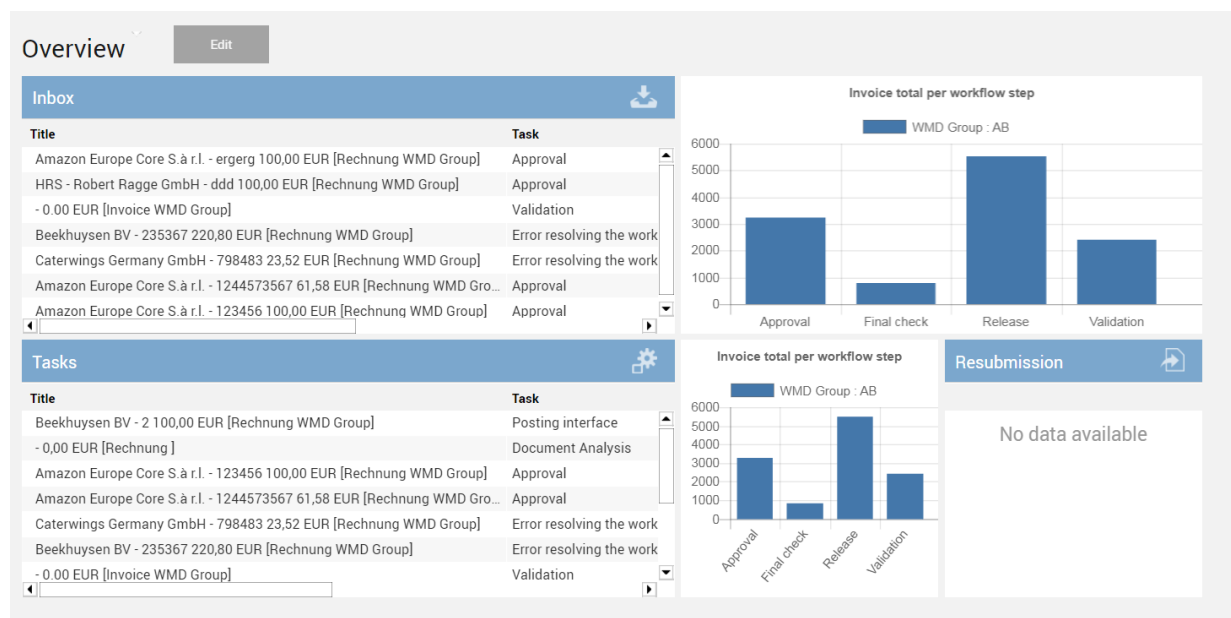 Overview
Edit
Inbox
Title Task
Amazon Europe Core S.à r.l. - ergerg 100,00 EUR [Rechnung WMD Group] Approval
HRS - Robert Ragge GmbH - ddd 100,00 EUR [Rechnung WMD Group] Approval
- 0.00 EUR [Invoice WMD Group] Validation
Beekhuysen BV - 235367 220,80 EUR [Rechnung WMD Group] Error resolving the work
Caterwings Germany GmbH - 798483 23,52 EUR [Rechnung WMD Group] Error resolving the work
Amazon Europe Core S.à r.l. - 1244573567 61,58 EUR [Rechnung WMD Gro... Approval
Amazon Europe Core S.à r.l. - 123456 100,00 EUR [Rechnung WMD Group] Approval
Invoice total per workflow step
WMD Group : AB
6000
5000
4000
3000
2000
1000
0
Approval Final check Release Validation
Tasks
Title Task
Beekhuysen BV - 2 100,00 EUR [Rechnung WMD Group] Posting interface
- 0,00 EUR [Rechnung ] Document Analysis
Amazon Europe Core S.à r.l. - 123456 100,00 EUR [Rechnung WMD Group] Approval
Amazon Europe Core S.à r.l. - 1244573567 61,58 EUR [Rechnung WMD Gro... Approval
Caterwings Germany GmbH - 798483 23,52 EUR [Rechnung WMD Group] Error resolving the work
Beekhuysen BV - 235367 220,80 EUR [Rechnung WMD Group] Error resolving the work
- 0.00 EUR [Invoice WMD Group] Validation
Invoice total per workflow step
WMD Group : AB
6000
5000
4000
3000
2000
1000
0
Approval Final check Release Validation
Resubmission
No data available